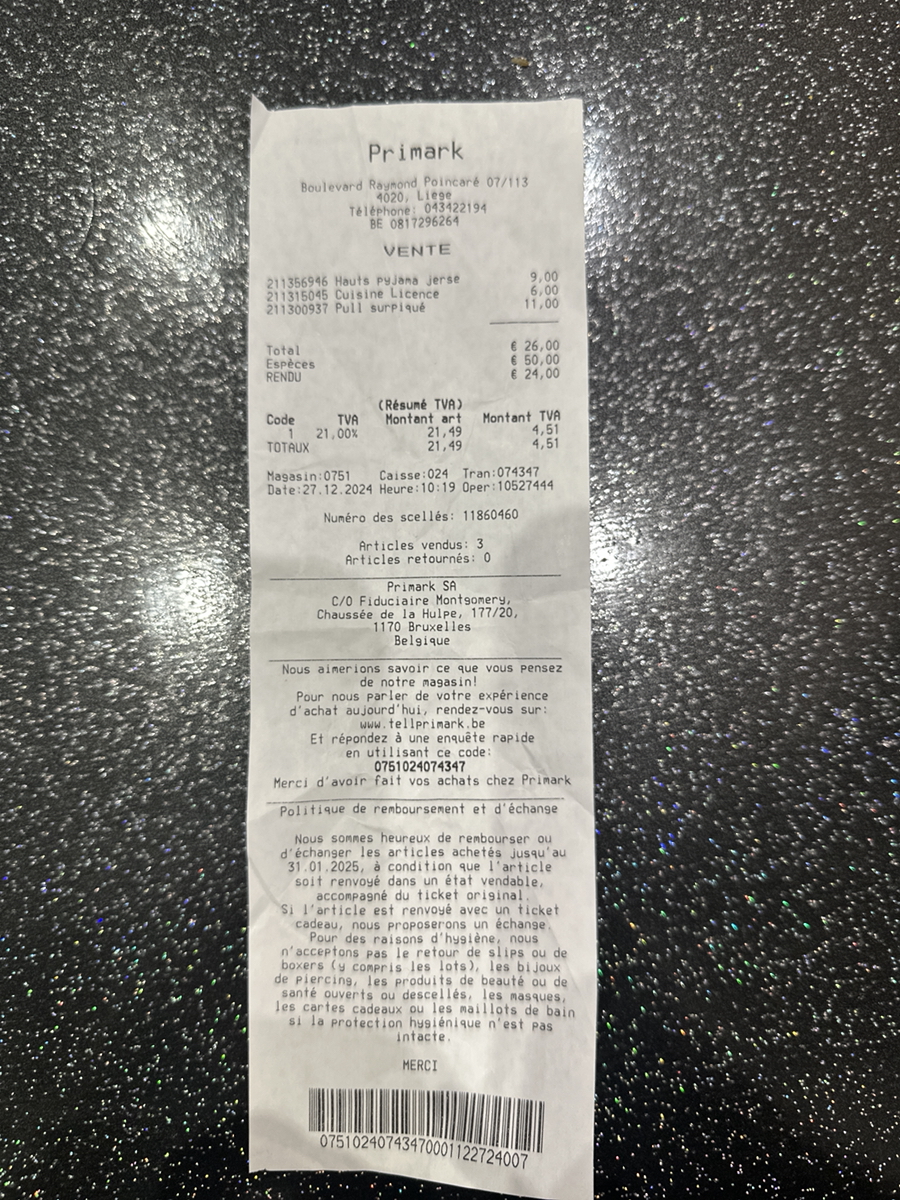 Primark
Boulevard Raymond Poincaré 07/113
4020, Liege
Téléphone: 043422194
BE 0817296264
VENTE
211356946 Hauts pyjama jerse 9,00
211315045 Cuisine Licence 6,00
211300937 Pull surpiqué 11,00
Total € 26,00
Espèces € 50,00
RENDU € 24,00
(Résumé TVA)
Code TVA Montant art Montant TVA
1 21,00% 21,49 4,51
TOTAUX 21,49 4,51
Magasin:0751 Caisse:024 Tran:074347
Date:27.12.2024 Heure:10:19 Oper:10527444
Numéro des scellés: 11860460
Articles vendus: 3
Articles retournés: 0
Primark SA
C/O Fiduciaire Montgomery,
Chaussée de la Hulpe, 177/20,
1170 Bruxelles
Belgique
Nous aimerions savoir ce que vous pensez
de notre magasin!
Pour nous parler de votre expérience
d'achat aujourd'hui, rendez-vous sur:
www.tellprimark.be
Et répondez à une enquête rapide
en utilisant ce code:
0751024074347
Merci d'avoir fait vos achats chez Primark
Politique de remboursement et d'échange
Nous sommes heureux de rembourser ou
d'échanger les articles achetés jusqu'au
31.01.2025, à condition que l'article
soit renvoyé dans un état vendable,
accompagné du ticket original.
Si l'article est renvoyé avec un ticket
cadeau, nous proposerons un échange.
Pour des raisons d'hygiène, nous
n'acceptons pas le retour de slips ou de
boxers (y compris les lots), les bijoux
de piercing, les produits de beauté ou de
santé ouverts ou descellés, les masques,
les cartes cadeaux ou les maillots de bain
si la protection hygiénique n'est pas
intacte.
MERCI
07510240743470001122724007